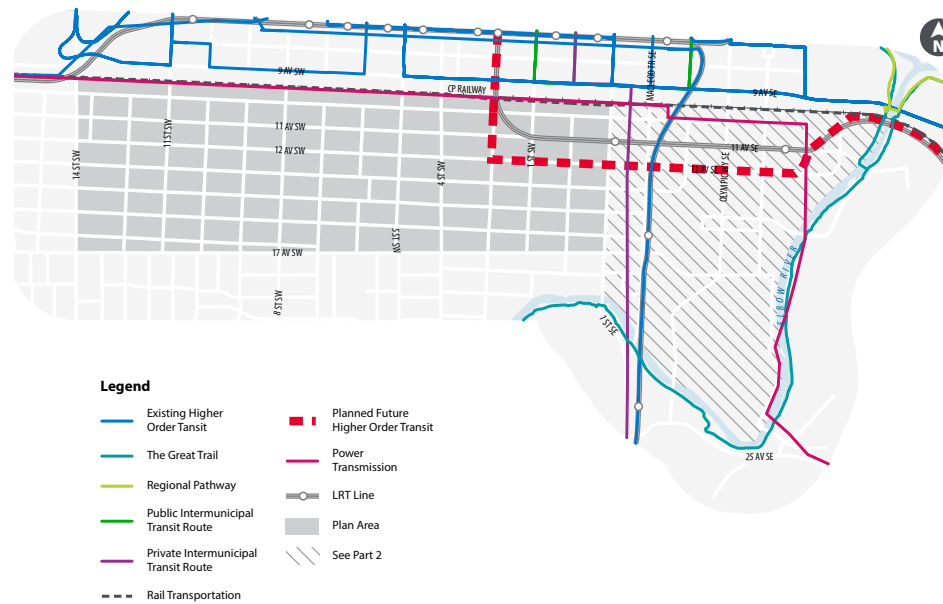 N
9 AV SW
MACLEOD TR SE
CP RAILWAY
9 AV SE
14 ST SW
11 ST SW
11 AV SW
12 AV SW
4 ST SW
1 ST SW
11 AV SE
12 AV SE
OLYMPIC WY SE
5 ST SW
17 AV SW
8 ST SW
ELBOW RIVER
7 ST SE
25 AV SE
Legend
Existing Higher
Order Tansit
The Great Trail
Regional Pathway
Public Intermunicipal
Transit Route
Private Intermunicipal
Transit Route
Rail Transportation
Planned Future
Higher Order Transit
Power
Transmission
LRT Line
Plan Area
See Part 2